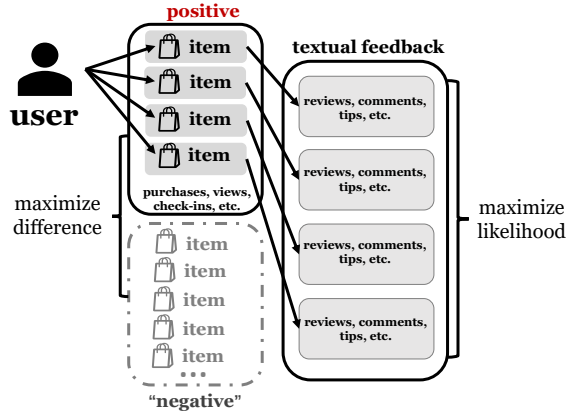 positive
item
item
item
item
purchases, views,
check-ins, etc.
user
maximize
difference
item
item
item
item
item
...
“negative”
textual feedback
reviews, comments,
tips, etc.
reviews, comments,
tips, etc.
reviews, comments,
tips, etc.
reviews, comments,
tips, etc.
maximize
likelihood